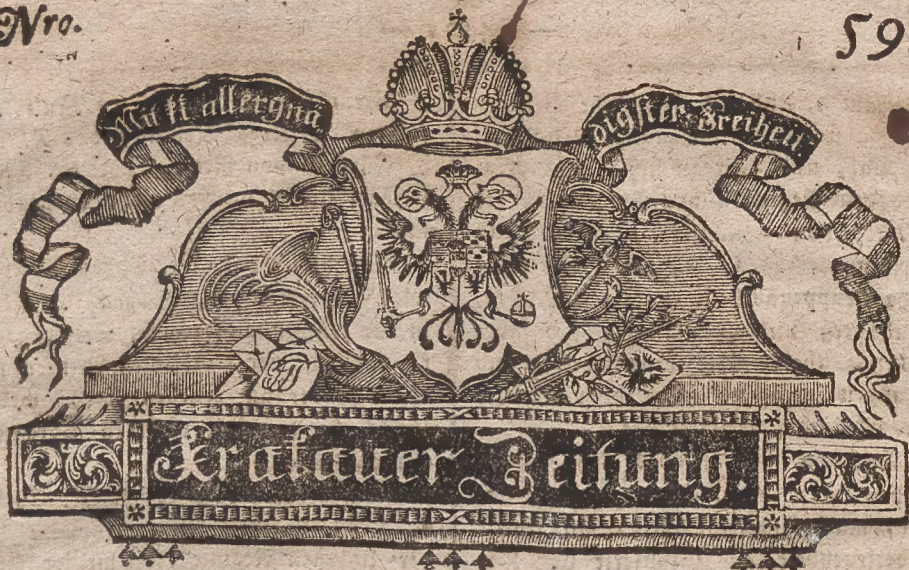 Nro. 59
Mit k. allergnä digster Freiheit
Krakauer Zeitung.